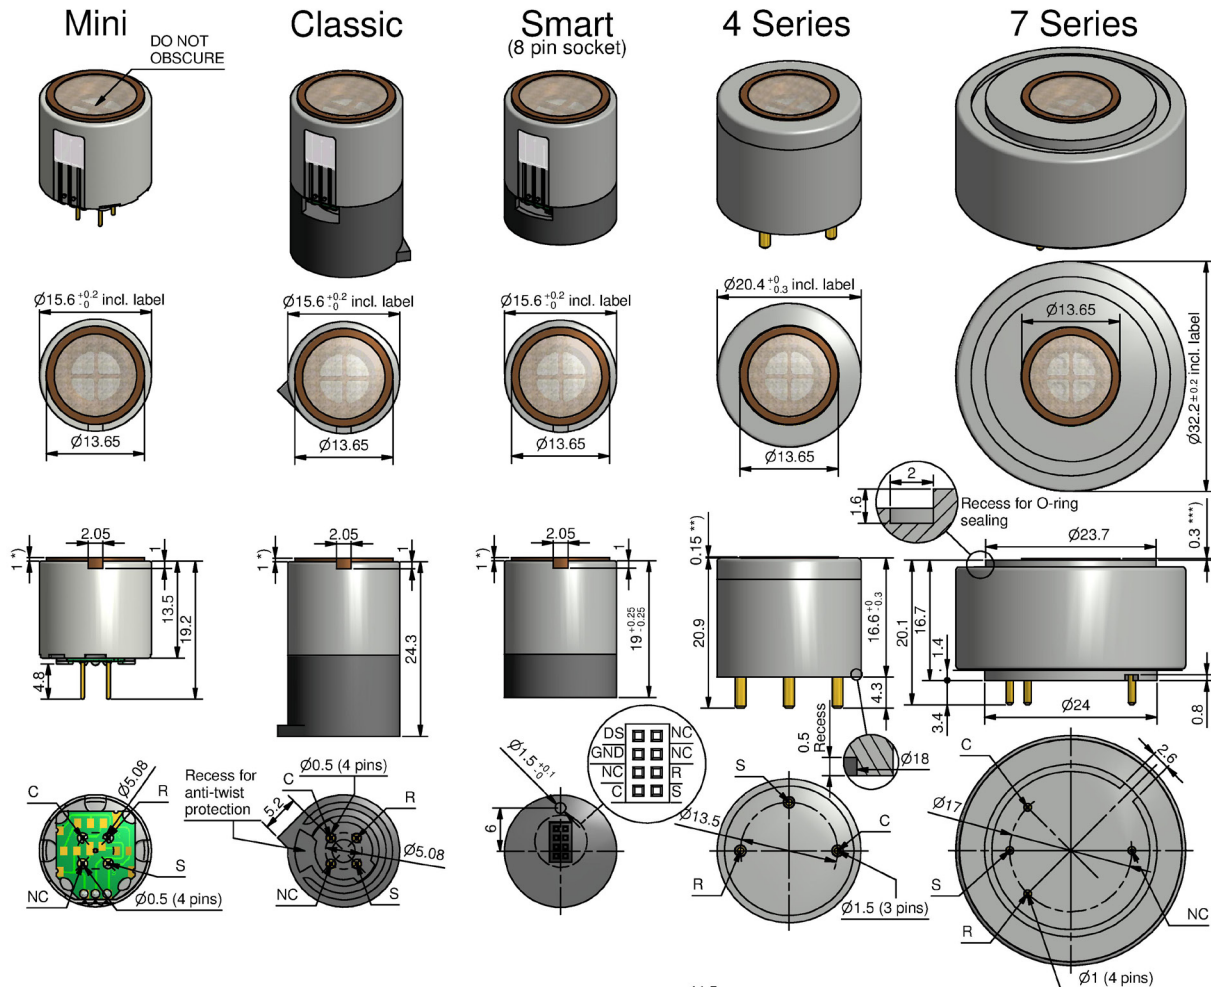 Mini
Classic
Smart
(8 pin socket)
4 Series
7 Series
DO NOT
OBSCURE
Ø15.6 +0.2 -0 incl. label
Ø15.6 +0.2 -0 incl. label
Ø15.6 +0.2 -0 incl. label
Ø20.4 +0 -0.3 incl. label
Ø13.65
Ø32.2 ±0.2 incl. label
Ø13.65
Ø13.65
Ø13.65
Ø13.65
2
1.6
Recess for O-ring
sealing
2.05
1
1 *)
13.5
19.2
4.8
2.05
1
1 *)
24.3
2.05
1
1 *)
19 +0.25 -0.25
0.15 **)
20.9
16.6 +0 -0.3
4.3
0.5
Recess
Ø18
Ø23.7
0.3 ***)
20.1
16.7
1.4
3.4
Ø24
0.8
DS
NC
GND
NC
NC
R
C
S
C
Ø5.08
R
S
NC
Ø0.5 (4 pins)
Recess for
anti-twist
protection
5.2
Ø0.5 (4 pins)
C
R
Ø5.08
NC
S
Ø1.5 +0.1 -0
6
S
Ø13.5
C
R
Ø1.5 (3 pins)
C
2.6
Ø17
S
R
NC
Ø1 (4 pins)